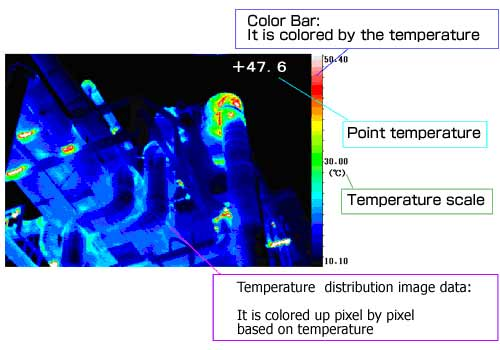 Color Bar:
It is colored by the temperature
50.40
+47.6
Point temperature
30.00
(℃)
Temperature scale
10.10
Temperature distribution image data:
It is colored up pixel by pixel
based on temperature